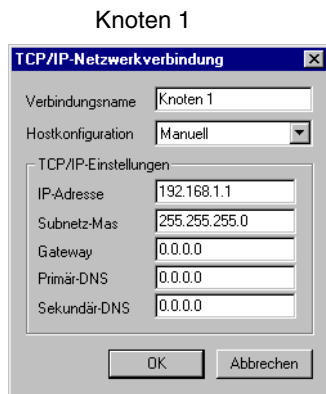 Knoten 1
TCP/IP-Netzwerkverbindung
Verbindungsname Knoten 1
Hostkonfiguration Manuell
TCP/IP-Einstellungen
IP-Adresse 192.168.1.1
Subnetz-Mas 255.255.255.0
Gateway 0.0.0.0
Primär-DNS 0.0.0.0
Sekundär-DNS 0.0.0.0
OK Abbrechen